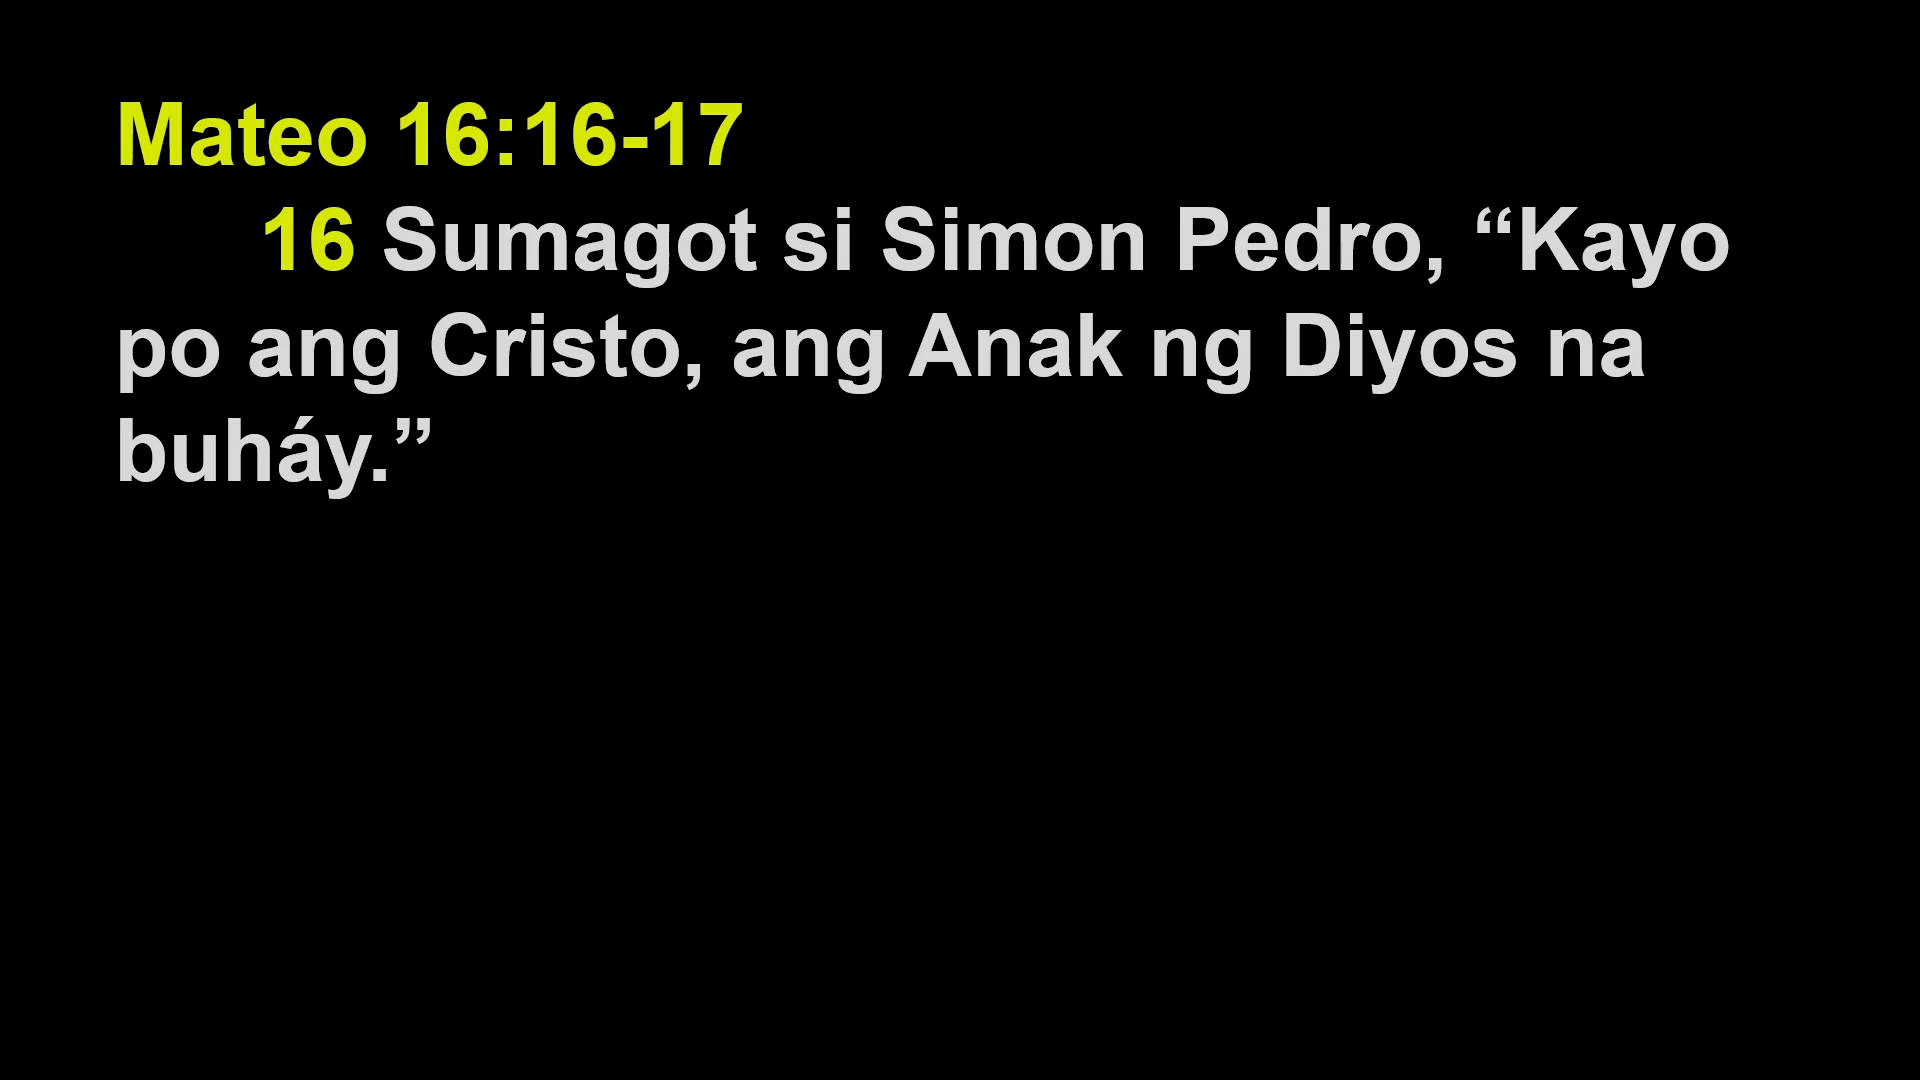 Mateo 16:16-17
16 Sumagot si Simon Pedro, “Kayo
po ang Cristo, ang Anak ng Diyos na
buháy.”